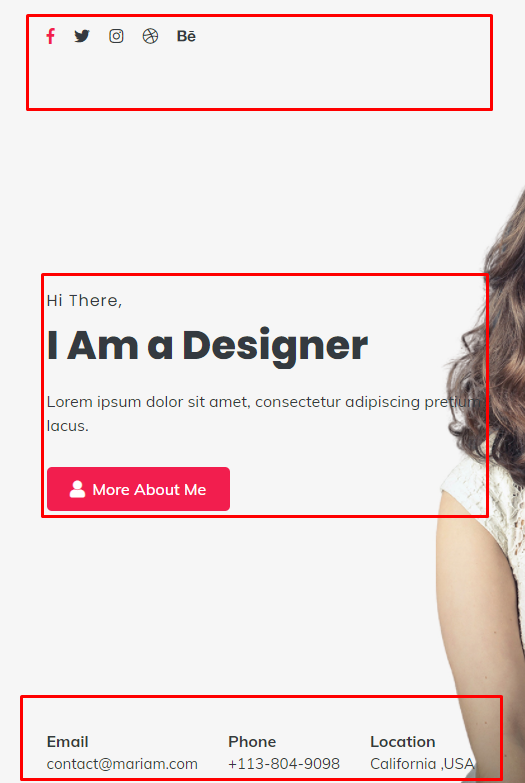 Bē
Hi There,
I Am a Designer
Lorem ipsum dolor sit amet, consectetur adipiscing pretium
lacus.
More About Me
Email Phone Location
contact@mariam.com +113-804-9098 California ,USA